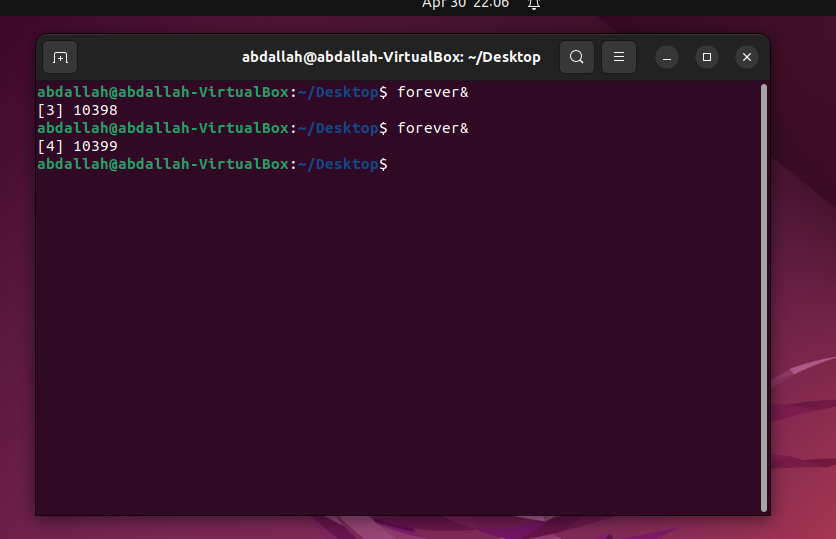 Apr 30 22:06
abdallah@abdallah-VirtualBox: ~/Desktop
abdallah@abdallah-VirtualBox:~/Desktop$ forever&
[3] 10398
abdallah@abdallah-VirtualBox:~/Desktop$ forever&
[4] 10399
abdallah@abdallah-VirtualBox:~/Desktop$